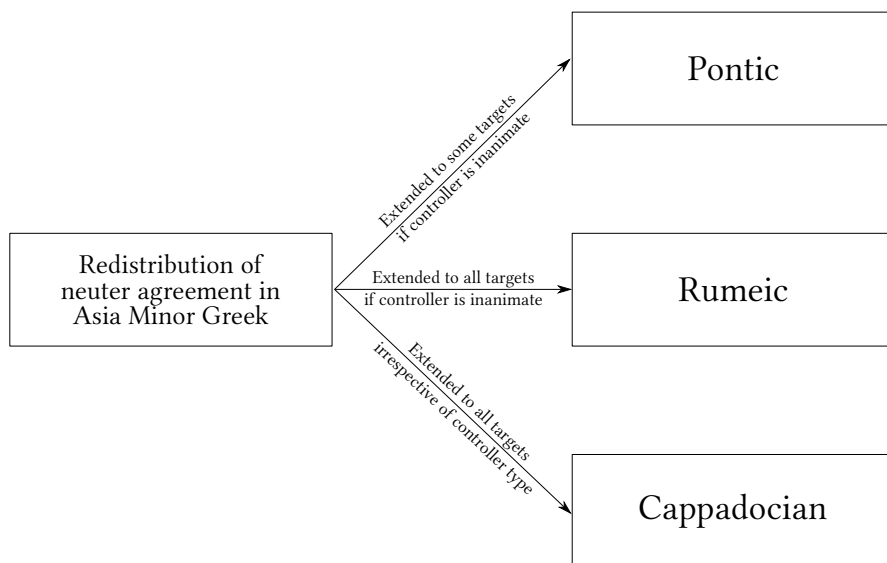 Pontic
Extended to some targets
if controller is inanimate
Redistribution of
neuter agreement in
Asia Minor Greek
Extended to all targets
if controller is inanimate
Rumeic
Extended to all targets
irrespective of controller type
Cappadocian